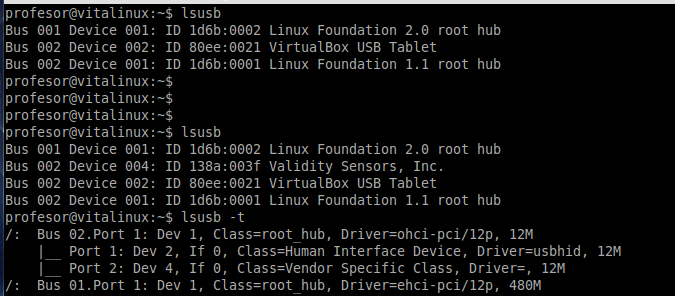 profesor@vitalinux:~$ lsusb
Bus 001 Device 001: ID 1d6b:0002 Linux Foundation 2.0 root hub
Bus 002 Device 002: ID 80ee:0021 VirtualBox USB Tablet
Bus 002 Device 001: ID 1d6b:0001 Linux Foundation 1.1 root hub
profesor@vitalinux:~$
profesor@vitalinux:~$
profesor@vitalinux:~$
profesor@vitalinux:~$ lsusb
Bus 001 Device 001: ID 1d6b:0002 Linux Foundation 2.0 root hub
Bus 002 Device 004: ID 138a:003f Validity Sensors, Inc.
Bus 002 Device 002: ID 80ee:0021 VirtualBox USB Tablet
Bus 002 Device 001: ID 1d6b:0001 Linux Foundation 1.1 root hub
profesor@vitalinux:~$ lsusb -t
/:  Bus 02.Port 1: Dev 1, Class=root_hub, Driver=ohci-pci/12p, 12M
    |__ Port 1: Dev 2, If 0, Class=Human Interface Device, Driver=usbhid, 12M
    |__ Port 2: Dev 4, If 0, Class=Vendor Specific Class, Driver=, 12M
/:  Bus 01.Port 1: Dev 1, Class=root_hub, Driver=ehci-pci/12p, 480M